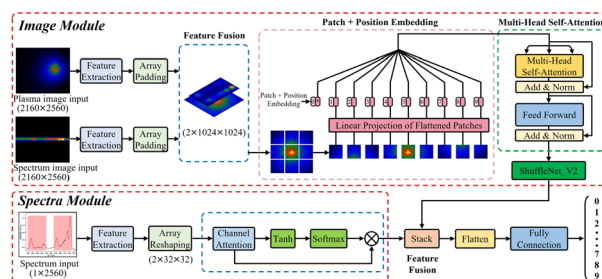 Image Module
Patch + Position Embedding
Multi-Head Self-Attention
Feature Fusion
Feature
Extraction
Array
Padding
Plasma image input
(2160×2560)
Feature
Extraction
Array
Padding
Spectrum image input
(2160×2560)
(2×1024×1024)
Patch + Position
Embedding
Linear Projection of Flattened Patches
Multi-Head
Self-Attention
Add & Norm
Feed Forward
Add & Norm
ShuffleNet_V2
Spectra Module
Spectrum input
(1×2560)
Feature
Extraction
Array
Reshaping
(2×32×32)
Channel
Attention
Tanh
Softmax
Stack
Feature
Fusion
Flatten
Fully
Connection
0
1
2
7
8